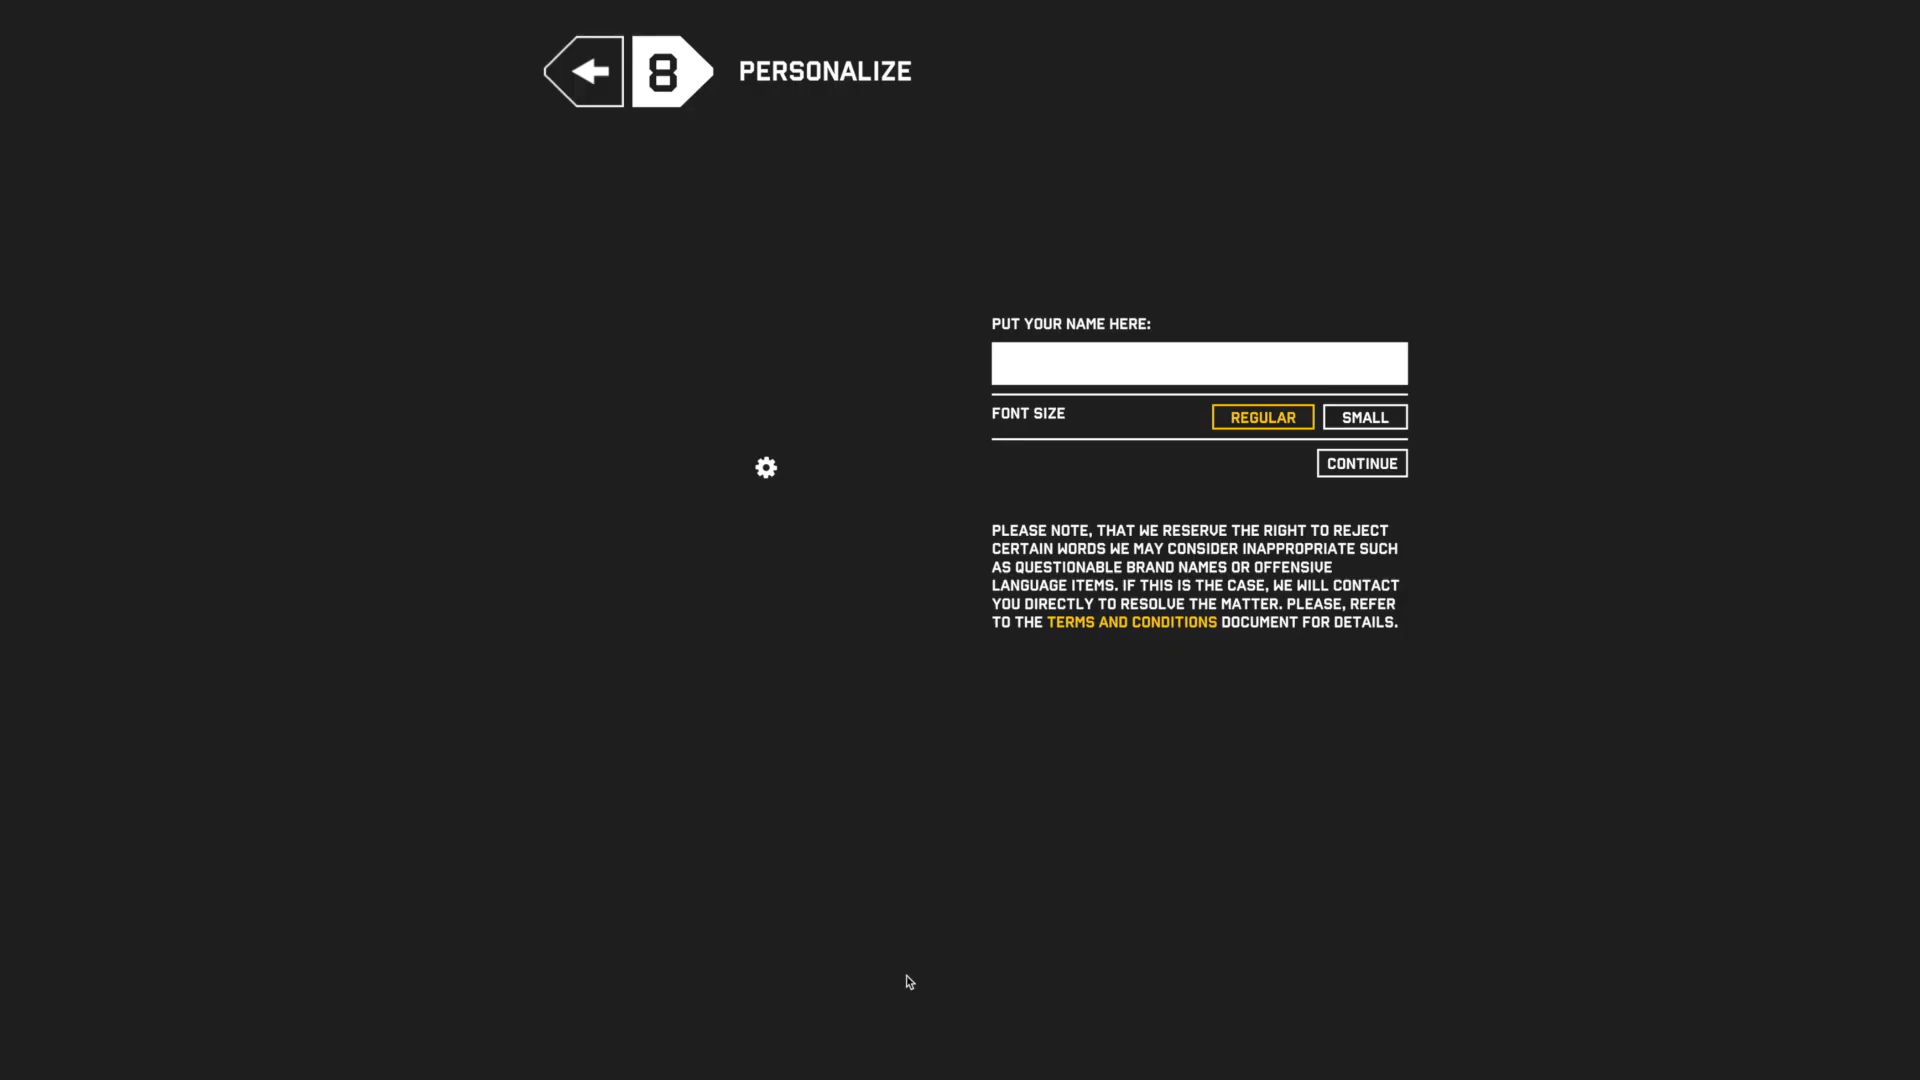 8 PERSONALIZE
PUT YOUR NAME HERE:
FONT SIZE REGULAR SMALL
CONTINUE
PLEASE NOTE, THAT WE RESERVE THE RIGHT TO REJECT
CERTAIN WORDS WE MAY CONSIDER INAPPROPRIATE SUCH
AS QUESTIONABLE BRAND NAMES OR OFFENSIVE
LANGUAGE ITEMS. IF THIS IS THE CASE, WE WILL CONTACT
YOU DIRECTLY TO RESOLVE THE MATTER. PLEASE, REFER
TO THE TERMS AND CONDITIONS DOCUMENT FOR DETAILS.